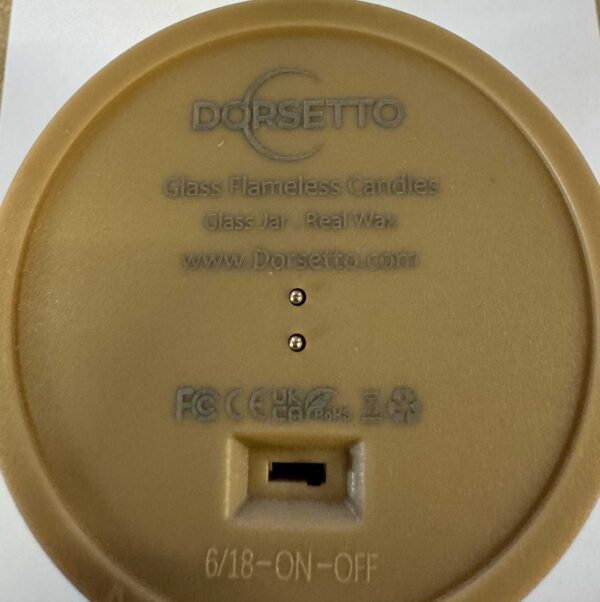 DORSETTO
Glass Flameless Candles
Glass Jar . Real Wax
www.Dorsetto.com
FC CE UK CA RoHS
6/18-ON-OFF